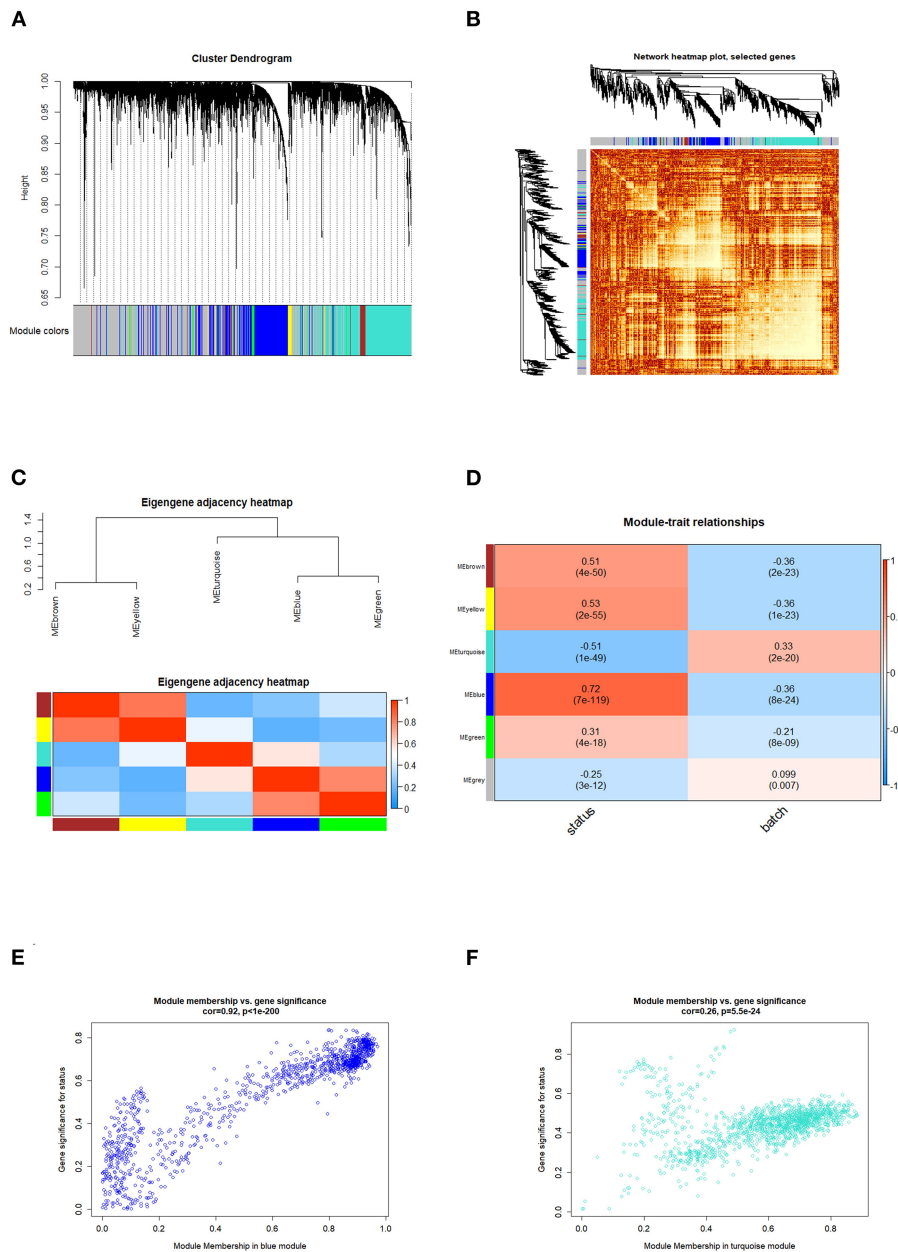 A
Cluster Dendrogram
Height
1.00
0.95
0.90
0.85
0.80
0.75
0.70
0.65
Module colors
B
Network heatmap plot, selected genes
C
Eigengene adjacency heatmap
1.4
1.0
0.6
0.2
MEbrown
MEyellow
MEturquoise
MEblue
MEgreen
Eigengene adjacency heatmap
1
0.8
0.6
0.4
0.2
0
D
Module-trait relationships
MEbrown
0.51
(4e-50)
-0.36
(2e-23)
MEyellow
0.53
(2e-55)
-0.36
(1e-23)
MEturquoise
-0.51
(1e-49)
0.33
(2e-20)
MEblue
0.72
(7e-119)
-0.36
(8e-24)
MEgreen
0.31
(4e-18)
-0.21
(8e-09)
MEgrey
-0.25
(3e-12)
0.099
(0.007)
status
batch
1
0.
0
-0.
-1
E
Module membership vs. gene significance
cor=0.92, p<1e-200
Gene significance for status
0.8
0.6
0.4
0.2
0.0
0.0 0.2 0.4 0.6 0.8 1.0
Module Membership in blue module
F
Module membership vs. gene significance
cor=0.26, p=5.5e-24
Gene significance for status
0.8
0.6
0.4
0.2
0.0
0.0 0.2 0.4 0.6 0.8
Module Membership in turquoise module